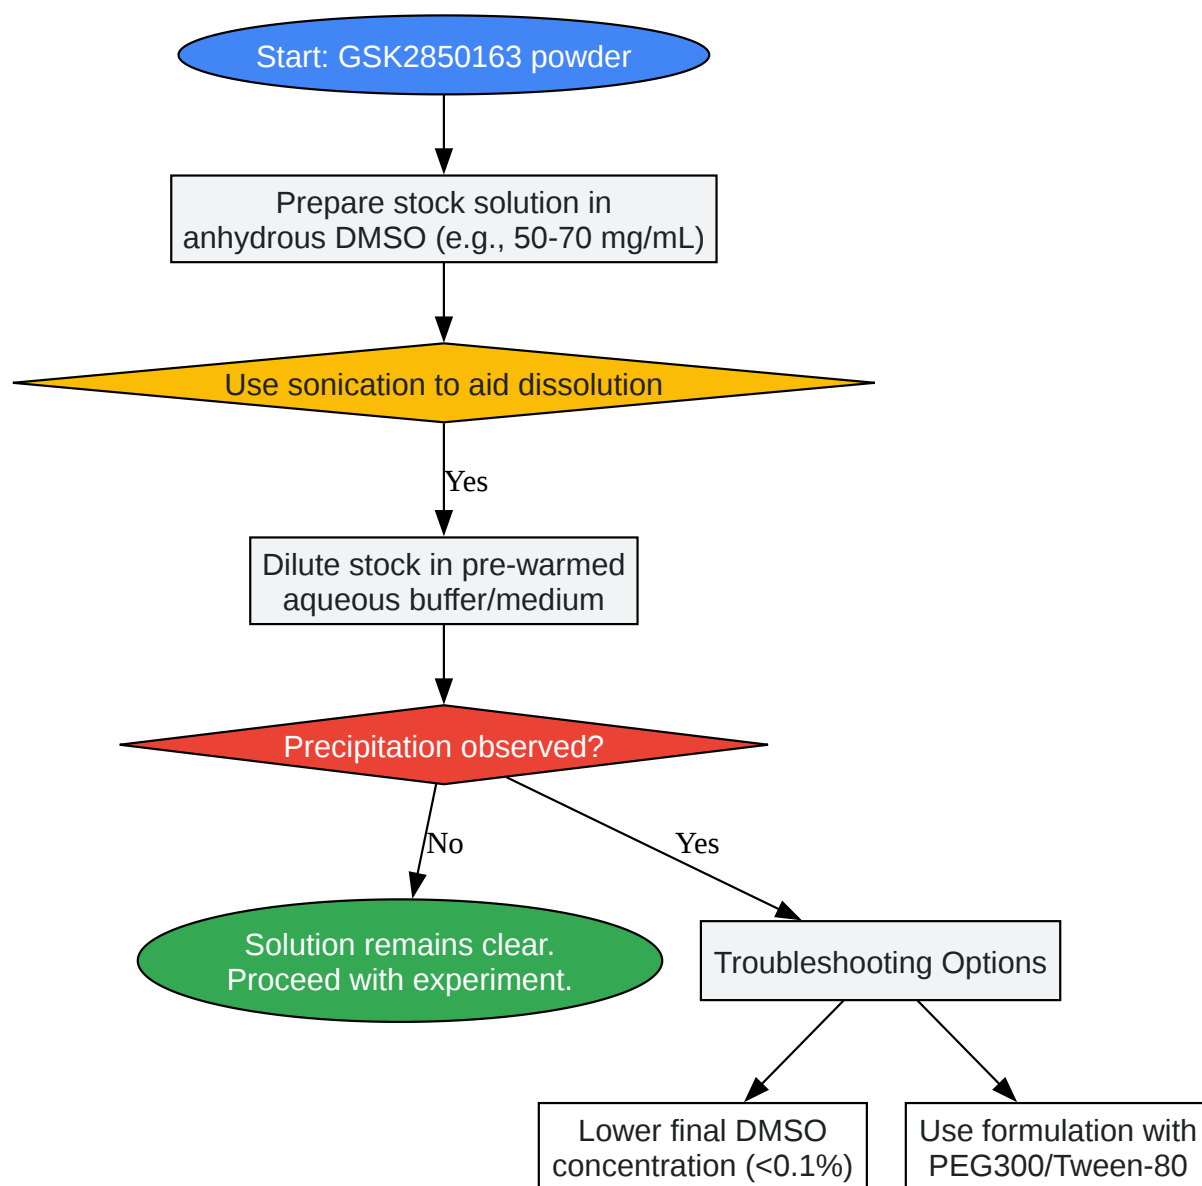 Start: GSK2850163 powder
Prepare stock solution in
anhydrous DMSO (e.g., 50-70 mg/mL)
Use sonication to aid dissolution
Yes
Dilute stock in pre-warmed
aqueous buffer/medium
Precipitation observed?
No
Yes
Solution remains clear.
Proceed with experiment.
Troubleshooting Options
Lower final DMSO
concentration (<0.1%)
Use formulation with
PEG300/Tween-80